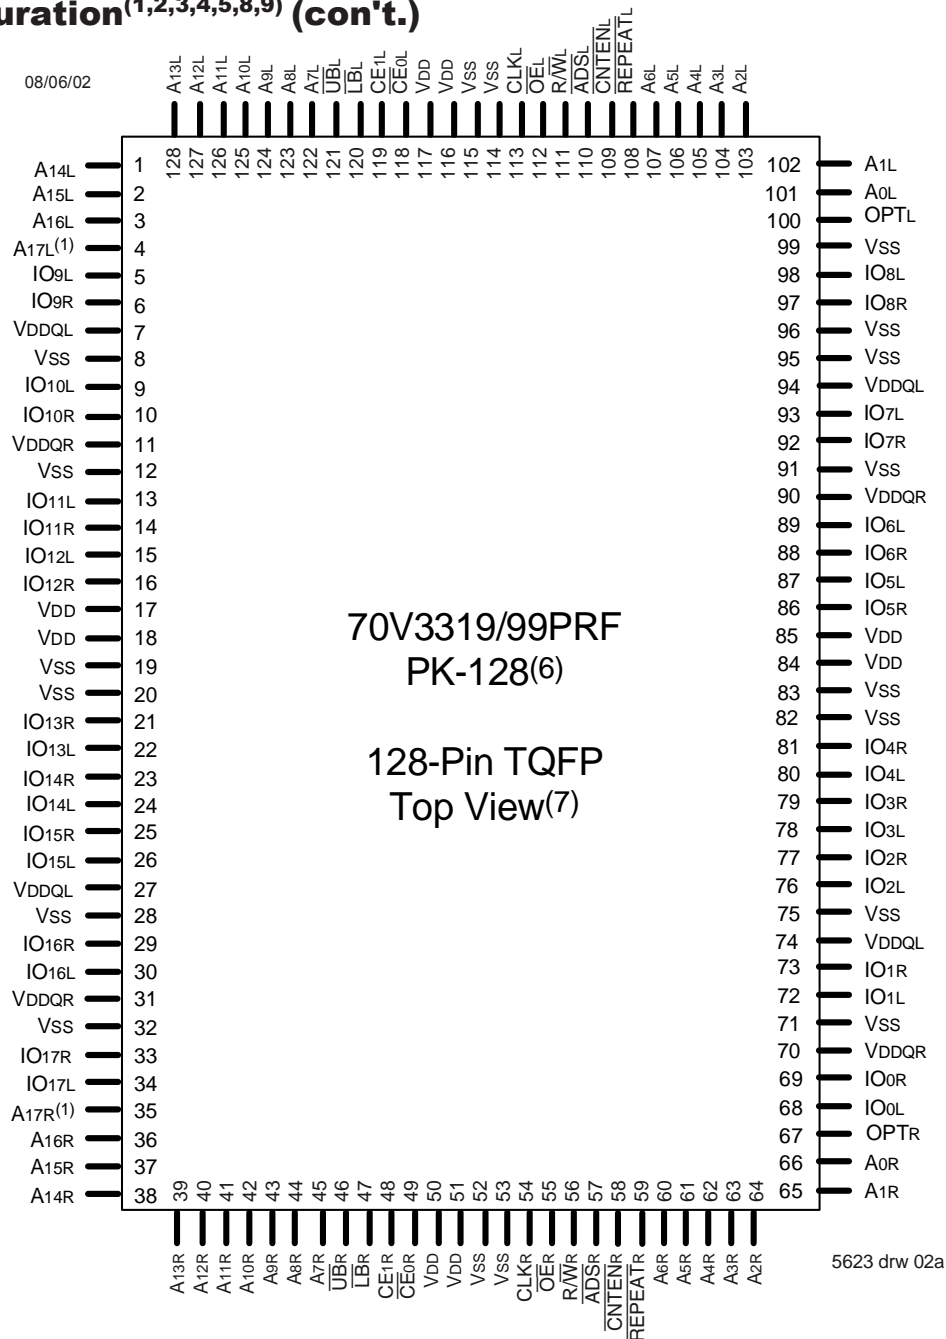 uration(1,2,3,4,5,8,9) (con't.)
08/06/02
A13L A12L A11L A10L A9L A8L A7L UBL LBL CE1L CE0L VDD VDD VSS VSS CLKL OEL R/WL ADSL CNTENL REPEATL A6L A5L A4L A3L A2L
128 127 126 125 124 123 122 121 120 119 118 117 116 115 114 113 112 111 110 109 108 107 106 105 104 103
A14L 1 102 A1L
A15L 2 101 A0L
A16L 3 100 OPTL
A17L(1) 4 99 VSS
IO9L 5 98 IO8L
IO9R 6 97 IO8R
VDDQL 7 96 VSS
VSS 8 95 VSS
IO10L 9 94 VDDQL
IO10R 10 93 IO7L
VDDQR 11 92 IO7R
VSS 12 91 VSS
IO11L 13 90 VDDQR
IO11R 14 89 IO6L
IO12L 15 88 IO6R
IO12R 16 87 IO5L
VDD 17 86 IO5R
VDD 18 85 VDD
VSS 19 84 VDD
VSS 20 83 VSS
IO13R 21 82 VSS
IO13L 22 81 IO4R
IO14R 23 80 IO4L
IO14L 24 79 IO3R
IO15R 25 78 IO3L
IO15L 26 77 IO2R
VDDQL 27 76 IO2L
VSS 28 75 VSS
IO16R 29 74 VDDQL
IO16L 30 73 IO1R
VDDQR 31 72 IO1L
VSS 32 71 VSS
IO17R 33 70 VDDQR
IO17L 34 69 IO0R
A17R(1) 35 68 IO0L
A16R 36 67 OPTR
A15R 37 66 A0R
A14R 38 65 A1R
70V3319/99PRF
PK-128(6)
128-Pin TQFP
Top View(7)
39 40 41 42 43 44 45 46 47 48 49 50 51 52 53 54 55 56 57 58 59 60 61 62 63 64
A13R A12R A11R A10R A9R A8R A7R UBR LBR CE1R CE0R VDD VDD VSS VSS CLKR OER R/WR ADSR CNTENR REPEATR A6R A5R A4R A3R A2R
5623 drw 02a